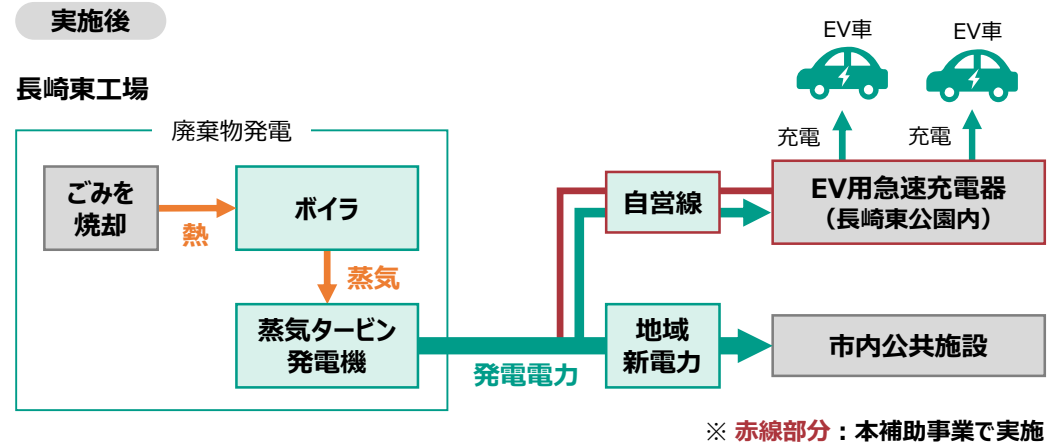 実施後
長崎東工場
廃棄物発電
ごみを
焼却
熱
ボイラ
蒸気
蒸気タービン
発電機
発電電力
自営線
地域
新電力
EV車
EV車
充電
充電
EV用急速充電器
（長崎東公園内）
市内公共施設
※ 赤線部分：本補助事業で実施